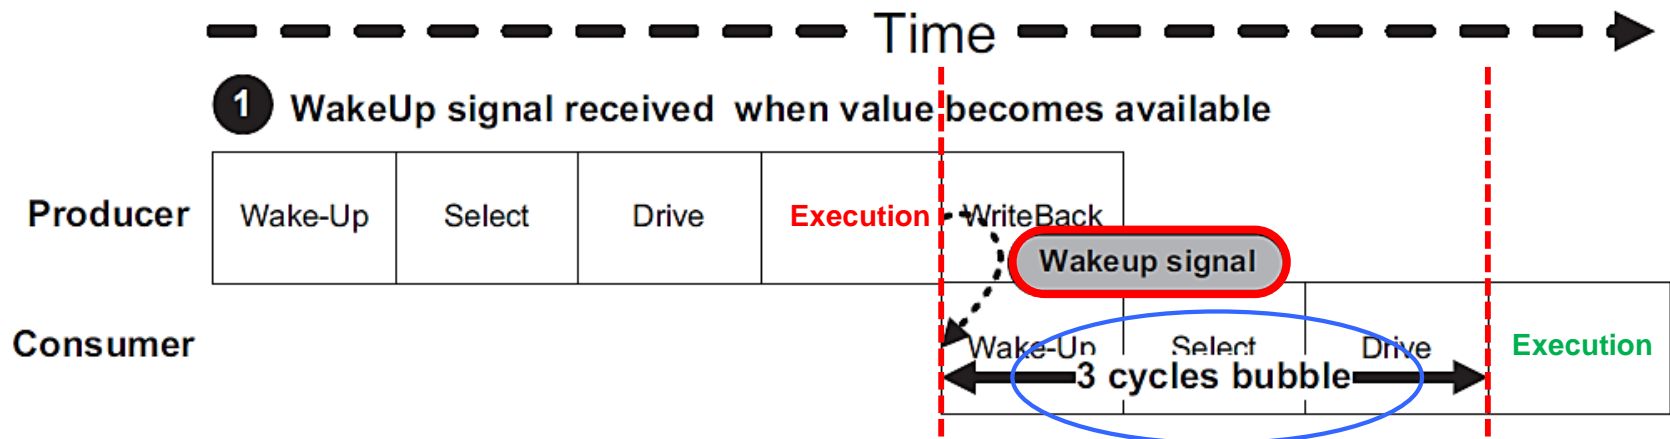 Time
1 WakeUp signal received when value becomes available
Producer Wake-Up Select Drive Execution WriteBack
Wakeup signal
Consumer Wake-Up Select Drive Execution
3 cycles bubble